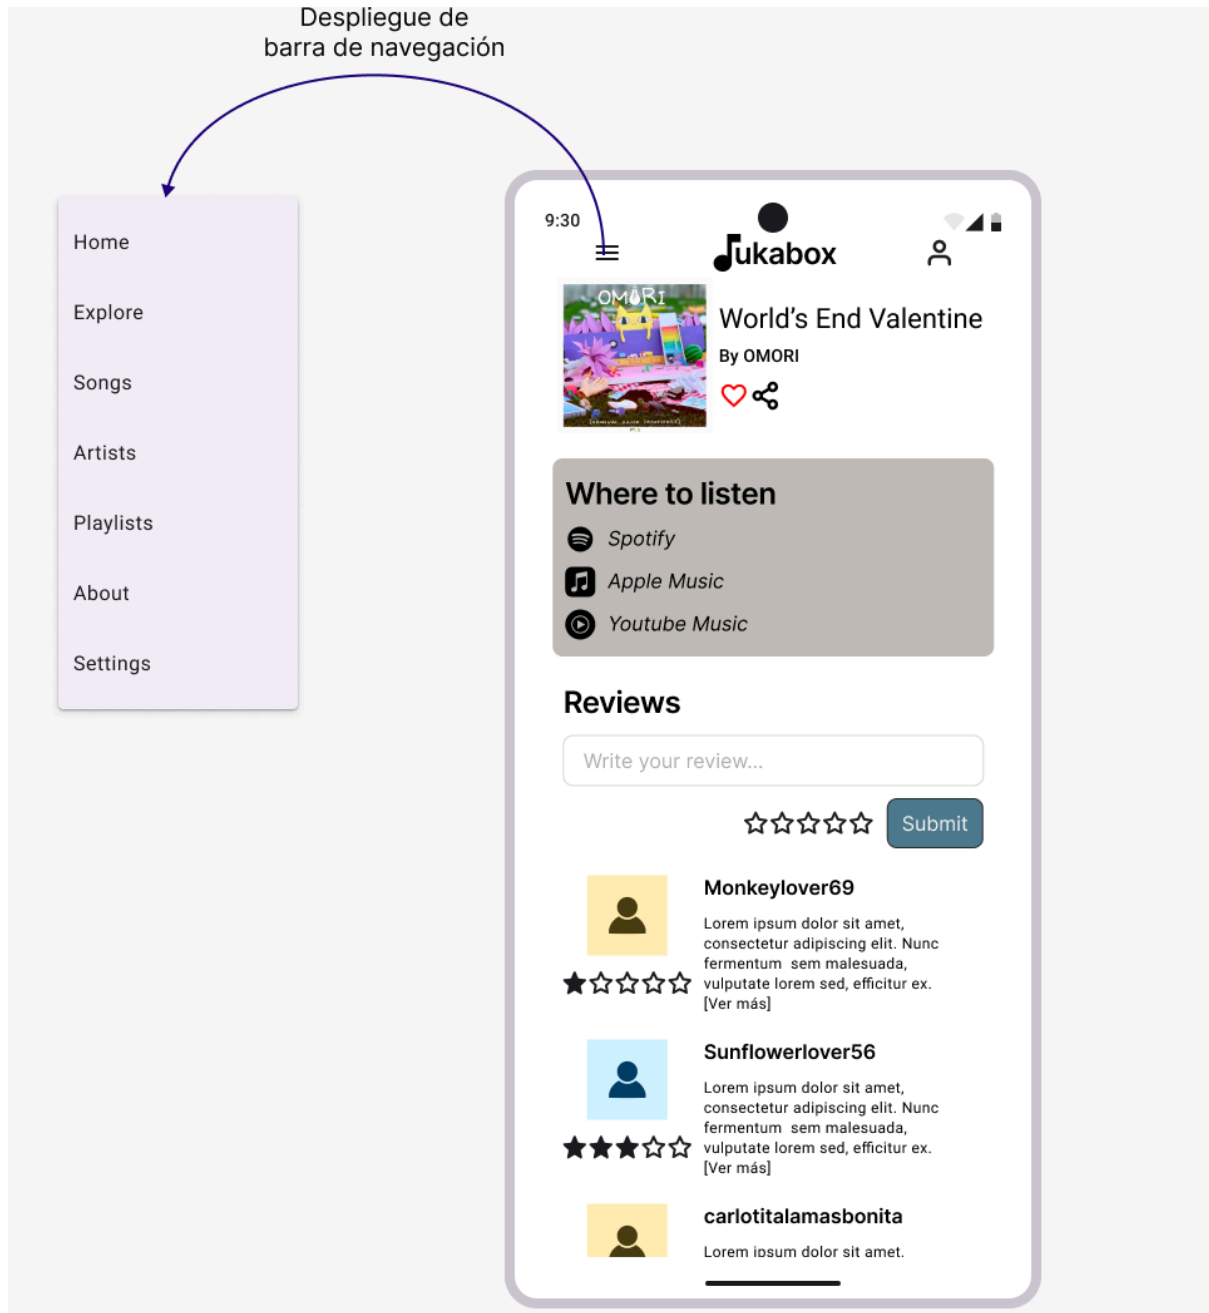 Despliegue de
barra de navegación
Home
Explore
Songs
Artists
Playlists
About
Settings
9:30
Jukabox
OMORI
World's End Valentine
By OMORI
Where to listen
Spotify
Apple Music
Youtube Music
Reviews
Write your review...
Submit
Monkeylover69
Lorem ipsum dolor sit amet,
consectetur adipiscing elit. Nunc
fermentum  sem malesuada,
vulputate lorem sed, efficitur ex.
[Ver más]
Sunflowerlover56
Lorem ipsum dolor sit amet,
consectetur adipiscing elit. Nunc
fermentum  sem malesuada,
vulputate lorem sed, efficitur ex.
[Ver más]
carlotitalamasbonita
Lorem ipsum dolor sit amet,